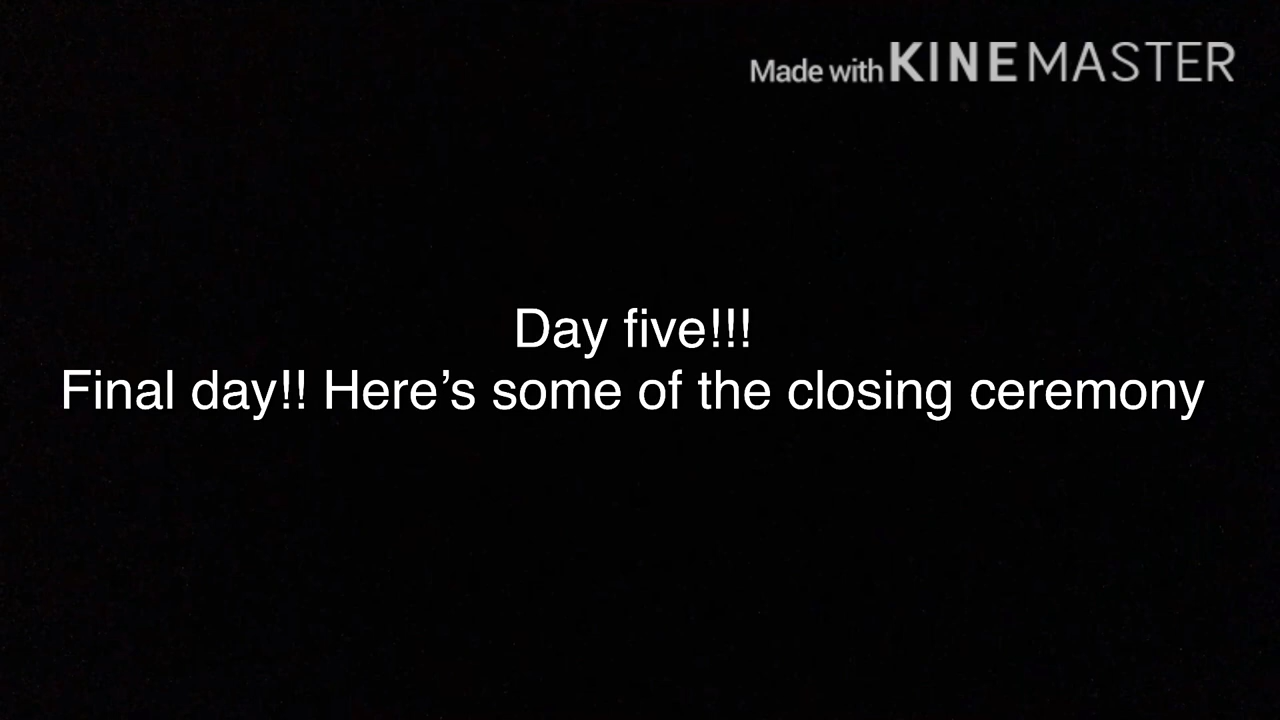 Made with KINEMASTER
Day five!!!
Final day!! Here’s some of the closing ceremony